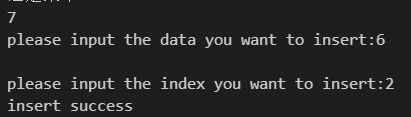 7
please input the data you want to insert:6
please input the index you want to insert:2
insert success